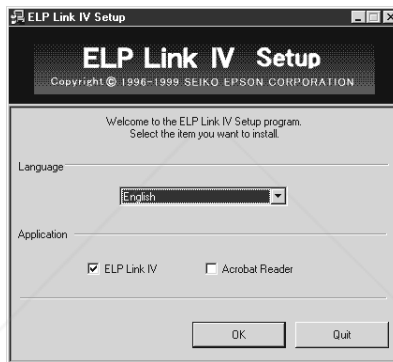 ELP Link IV Setup
ELP Link IV Setup
Copyright © 1996-1999 SEIKO EPSON CORPORATION
Welcome to the ELP Link IV Setup program.
Select the item you want to install.
Language
English
Application
ELP Link IV
Acrobat Reader
OK
Quit